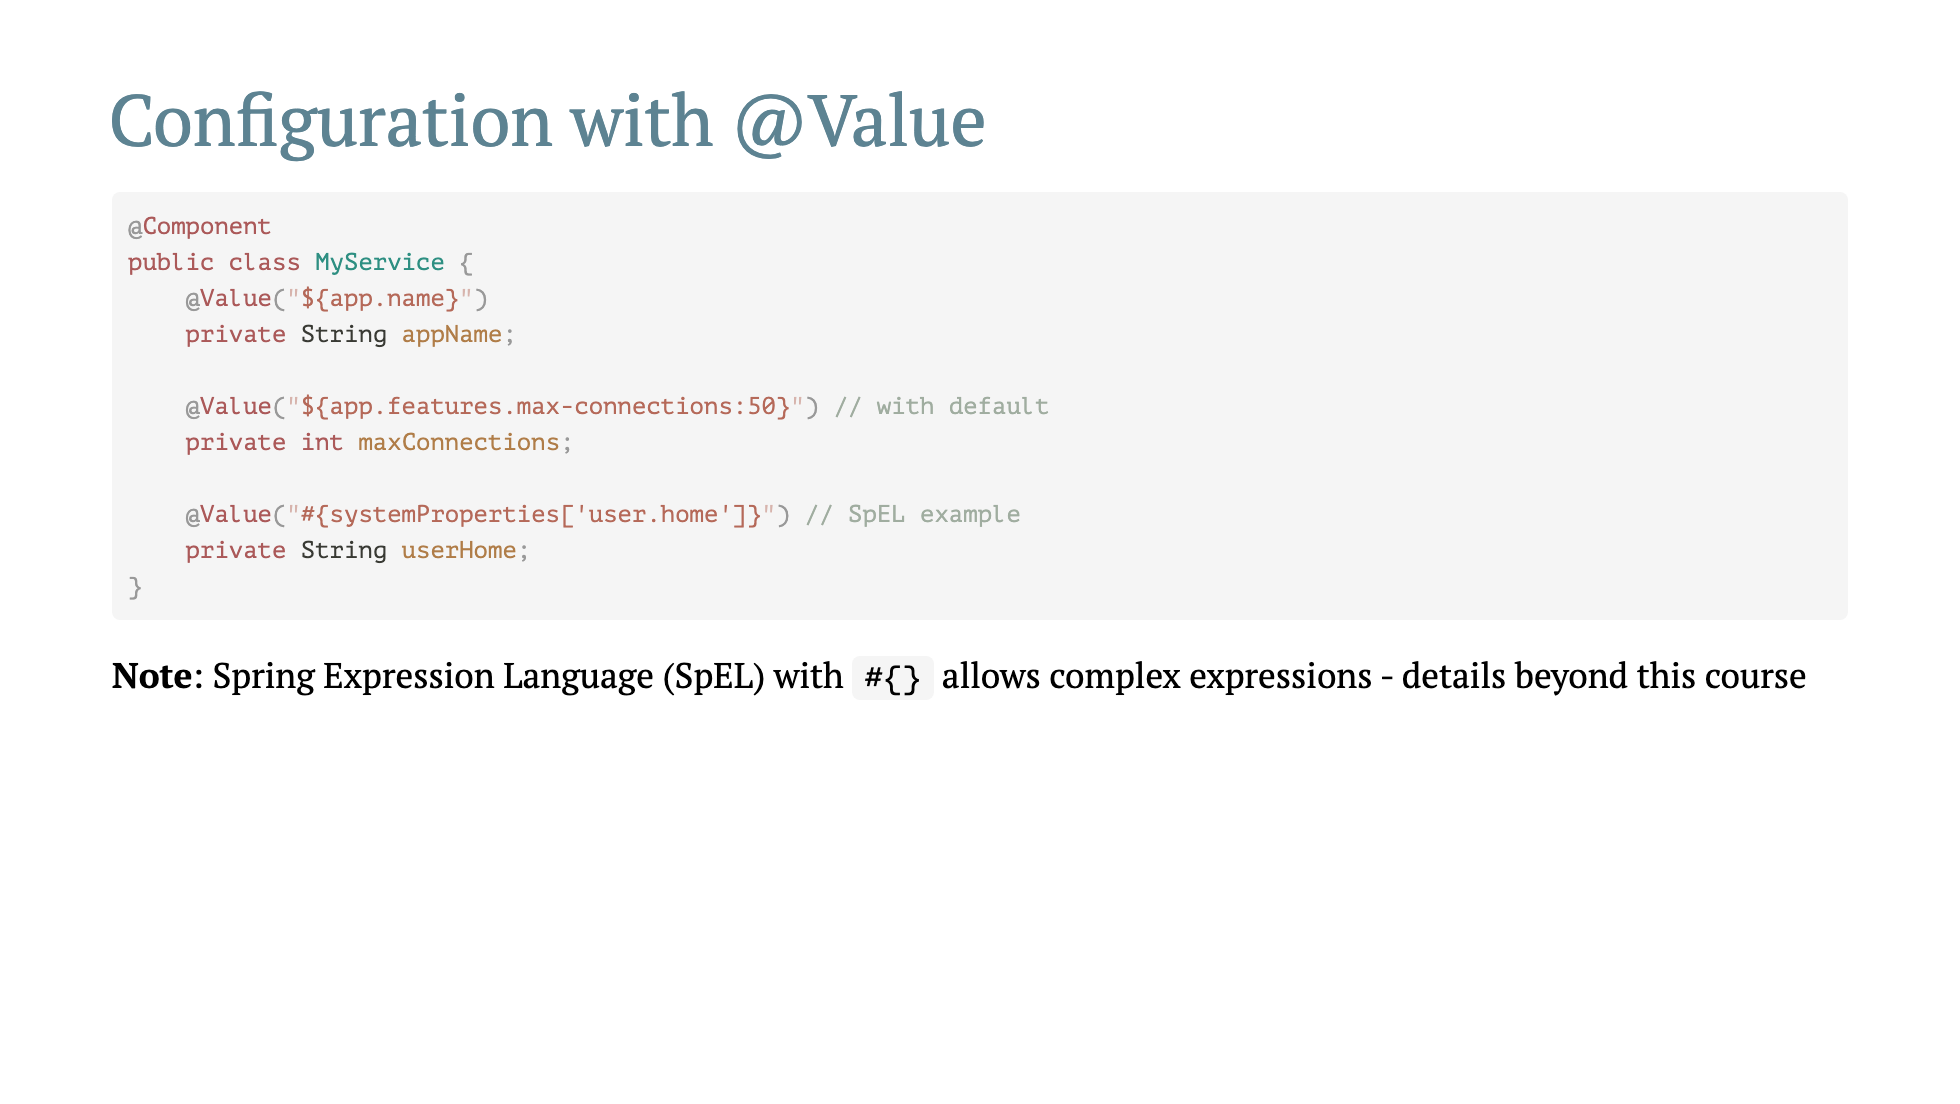 Configuration with @Value
@Component
public class MyService {
    @Value("${app.name}")
    private String appName;

    @Value("${app.features.max-connections:50}") // with default
    private int maxConnections;

    @Value("#{systemProperties['user.home']}") // SpEL example
    private String userHome;
}
Note: Spring Expression Language (SpEL) with #{} allows complex expressions - details beyond this course